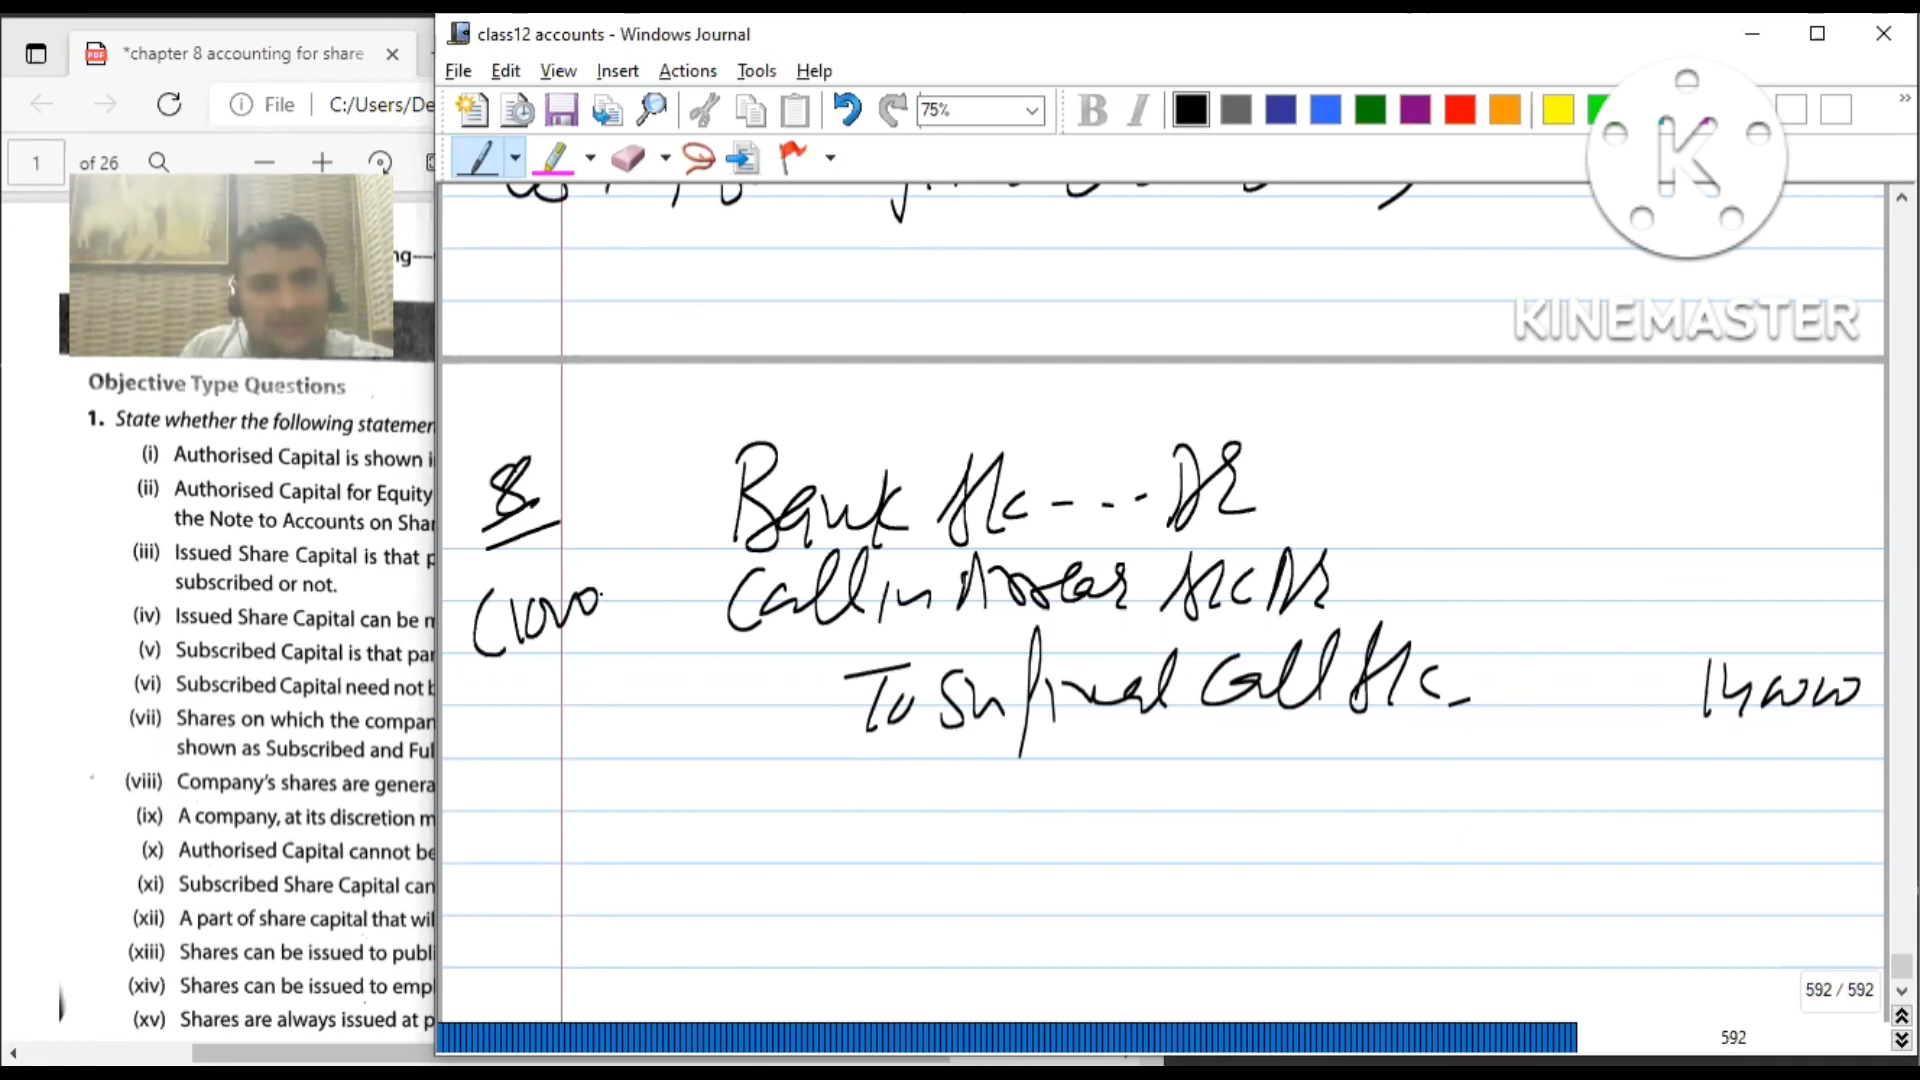 *chapter 8 accounting for share
File
C:/Users/De
1
of 26
ng—
Objective Type Questions
1. State whether the following statemen
(i) Authorised Capital is shown i
(ii) Authorised Capital for Equity
the Note to Accounts on Shar
(iii) Issued Share Capital is that p
subscribed or not.
(iv) Issued Share Capital can be m
(v) Subscribed Capital is that par
(vi) Subscribed Capital need not b
(vii) Shares on which the compan
shown as Subscribed and Ful
(viii) Company's shares are genera
(ix) A company, at its discretion m
(x) Authorised Capital cannot be
(xi) Subscribed Share Capital can
(xii) A part of share capital that wil
(xiii) Shares can be issued to publi
(xiv) Shares can be issued to empl
(xv) Shares are always issued at p
class12 accounts - Windows Journal
File Edit View Insert Actions Tools Help
75%
B I
K
KINEMASTER
8.
Bank A/c - - - DR
Call in Arrear A/c DR
To Sh final Call A/c
592 / 592
592